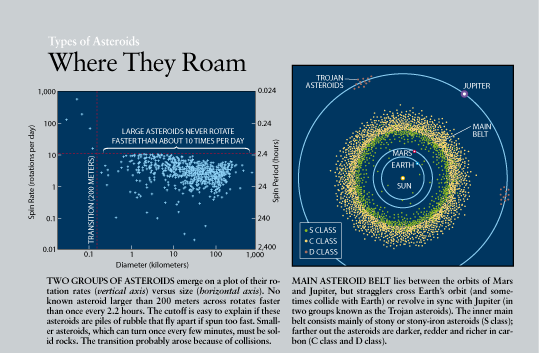 Types of Asteroids
Where They Roam
1,000
100
10
1
0.1
0.01
Spin Rate (rotations per day)
TRANSITION (200 METERS)
LARGE ASTEROIDS NEVER ROTATE
FASTER THAN ABOUT 10 TIMES PER DAY
0.024
0.24
2.4
24
240
2,400
Spin Period (hours)
0.1
1
10
100
1,000
Diameter (kilometers)
TROJAN
ASTEROIDS
JUPITER
MAIN
BELT
MARS
EARTH
SUN
S CLASS
C CLASS
D CLASS
TWO GROUPS OF ASTEROIDS emerge on a plot of their ro-
tation rates (vertical axis) versus size (horizontal axis). No
known asteroid larger than 200 meters across rotates faster
than once every 2.2 hours. The cutoff is easy to explain if these
asteroids are piles of rubble that fly apart if spun too fast. Small-
er asteroids, which can turn once every few minutes, must be sol-
id rocks. The transition probably arose because of collisions.
MAIN ASTEROID BELT lies between the orbits of Mars
and Jupiter, but stragglers cross Earth's orbit (and some-
times collide with Earth) or revolve in sync with Jupiter (in
two groups known as the Trojan asteroids). The inner main
belt consists mainly of stony or stony-iron asteroids (S class);
farther out the asteroids are darker, redder and richer in car-
bon (C class and D class).